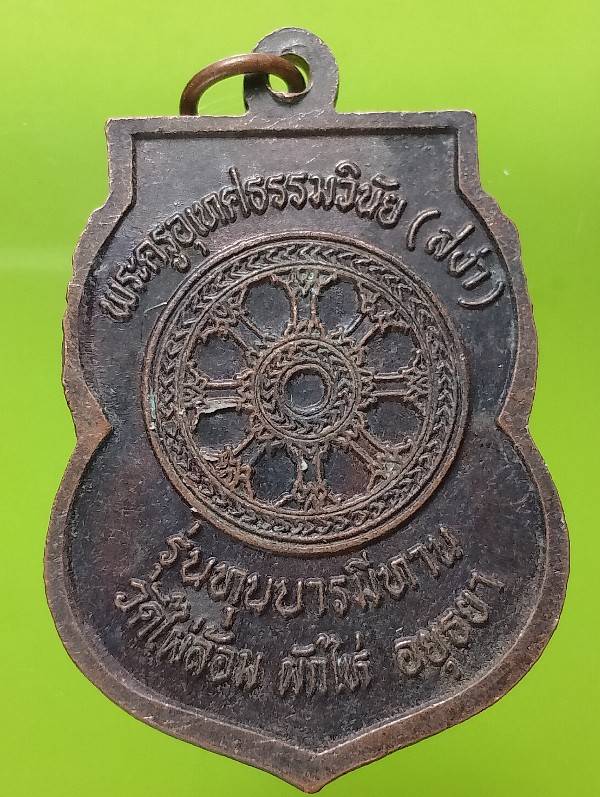 พระครูอุเทศธรรมวินัย (สง่า)
รุ่นทุนบารมีทาน
วัดไผ่ล้อม ผักไห่ อยุธยา